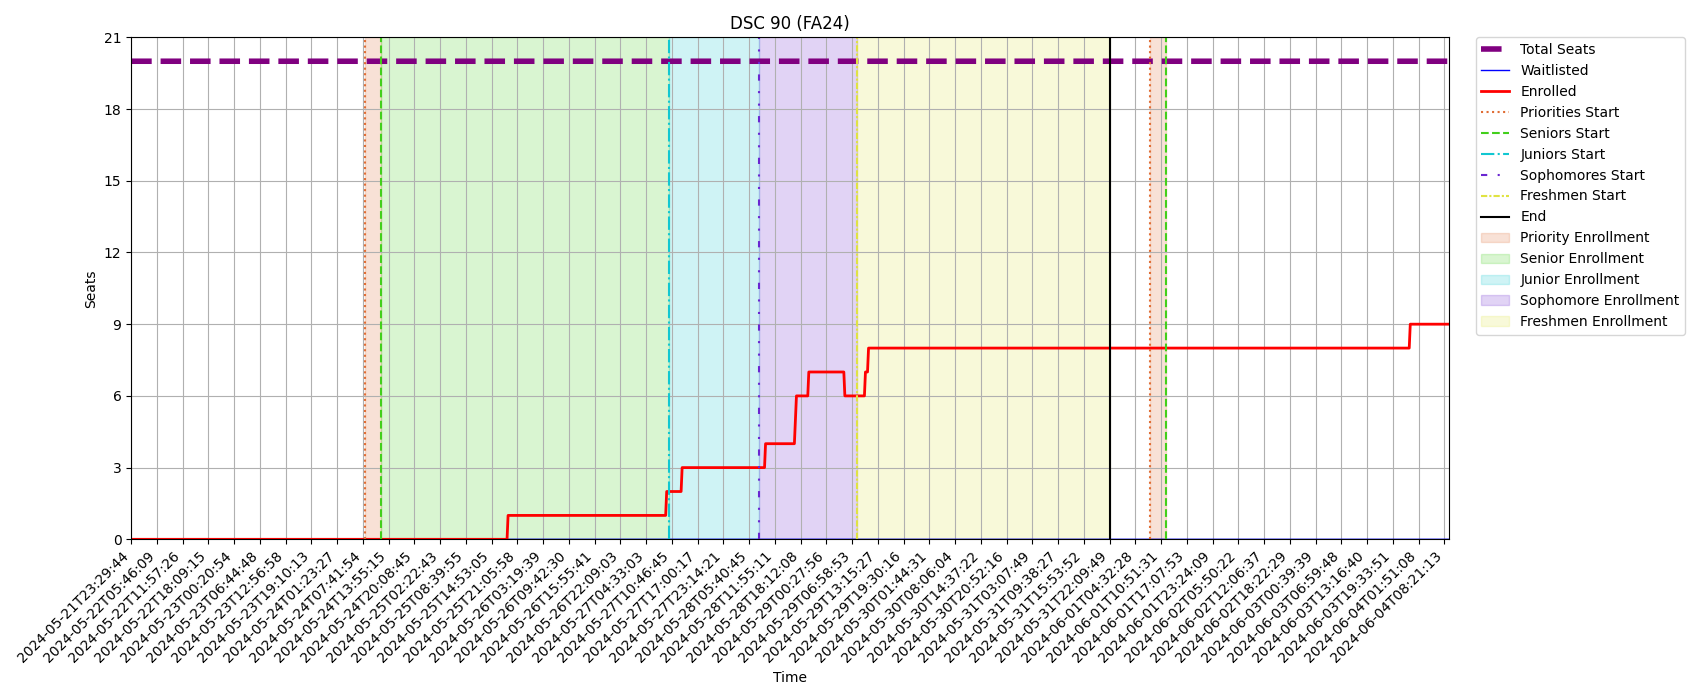 DSC 90 (FA24)
21
18
15
12
9
6
3
0
Seats
Total Seats
Waitlisted
Enrolled
Priorities Start
Seniors Start
Juniors Start
Sophomores Start
Freshmen Start
End
Priority Enrollment
Senior Enrollment
Junior Enrollment
Sophomore Enrollment
Freshmen Enrollment
2024-05-21T23:29:44
2024-05-22T05:46:09
2024-05-22T11:57:26
2024-05-22T18:09:15
2024-05-23T00:20:54
2024-05-23T06:44:48
2024-05-23T12:56:58
2024-05-23T19:10:13
2024-05-24T01:23:27
2024-05-24T07:41:54
2024-05-24T13:55:15
2024-05-24T20:08:45
2024-05-25T02:22:43
2024-05-25T08:39:55
2024-05-25T14:53:05
2024-05-25T21:05:58
2024-05-26T03:19:39
2024-05-26T09:42:30
2024-05-26T15:55:41
2024-05-26T22:09:03
2024-05-27T04:33:03
2024-05-27T10:46:45
2024-05-27T17:00:17
2024-05-27T23:14:21
2024-05-28T05:40:45
2024-05-28T11:55:11
2024-05-28T18:12:08
2024-05-29T00:27:56
2024-05-29T06:58:53
2024-05-29T13:15:27
2024-05-29T19:30:16
2024-05-30T01:44:31
2024-05-30T08:06:04
2024-05-30T14:37:22
2024-05-30T20:52:16
2024-05-31T03:07:49
2024-05-31T09:38:27
2024-05-31T15:53:52
2024-05-31T22:09:49
2024-06-01T04:32:28
2024-06-01T10:51:31
2024-06-01T17:07:53
2024-06-01T23:24:09
2024-06-02T05:50:22
2024-06-02T12:06:37
2024-06-02T18:22:29
2024-06-03T00:39:39
2024-06-03T06:59:48
2024-06-03T13:16:40
2024-06-03T19:33:51
2024-06-04T01:51:08
2024-06-04T08:21:13
Time